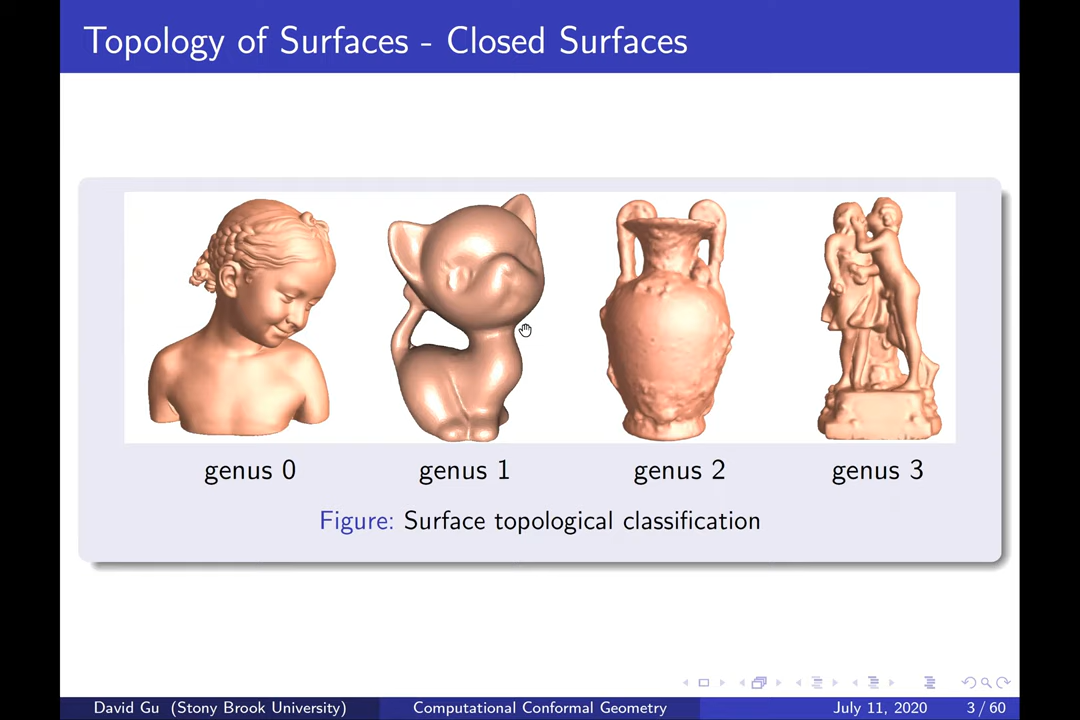 Topology of Surfaces - Closed Surfaces
genus 0
genus 1
genus 2
genus 3
Figure: Surface topological classification
David Gu (Stony Brook University)
Computational Conformal Geometry
July 11, 2020
3 / 60